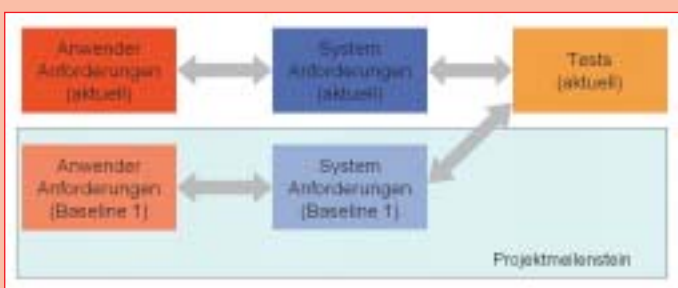 Anwender
Anforderungen
(aktuell)
System
Anforderungen
(aktuell)
Tests
(aktuell)
Anwender
Anforderungen
(Baseline 1)
System
Anforderungen
(Baseline 1)
Projektmeilenstein